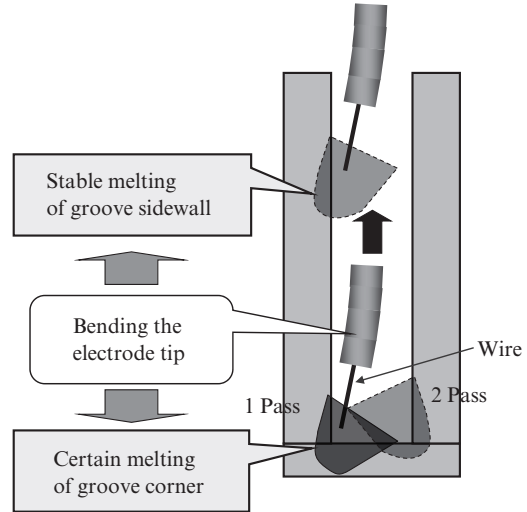 Stable melting
of groove sidewall
Bending the
electrode tip
Wire
1 Pass
2 Pass
Certain melting
of groove corner